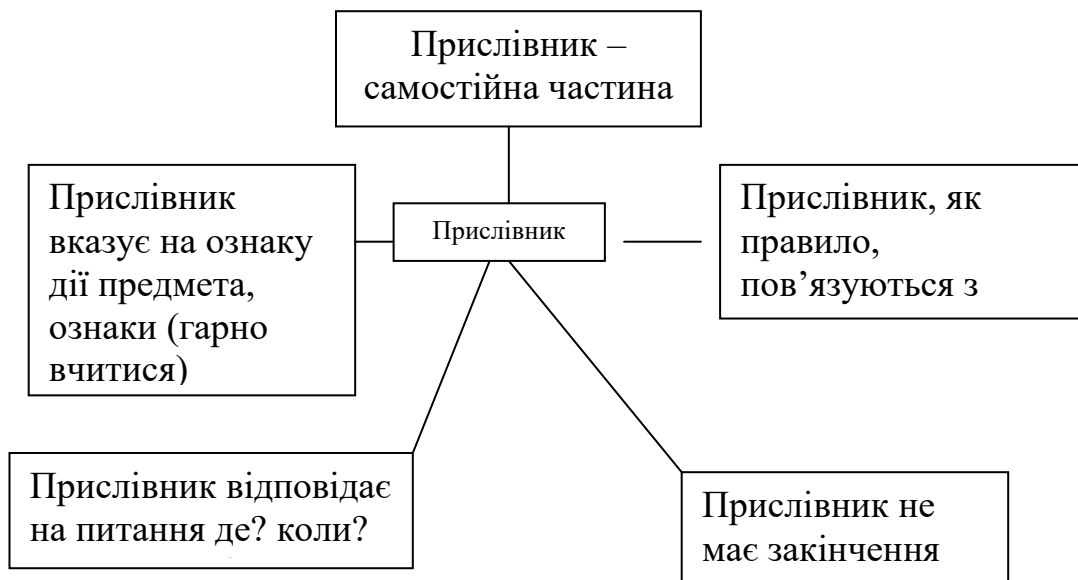 Прислівник –
самостійна частина
Прислівник
вказує на ознаку
дії предмета,
ознаки (гарно
вчитися)
Прислівник
Прислівник, як
правило,
пов’язуються з
Прислівник відповідає
на питання де? коли?
Прислівник не
має закінчення